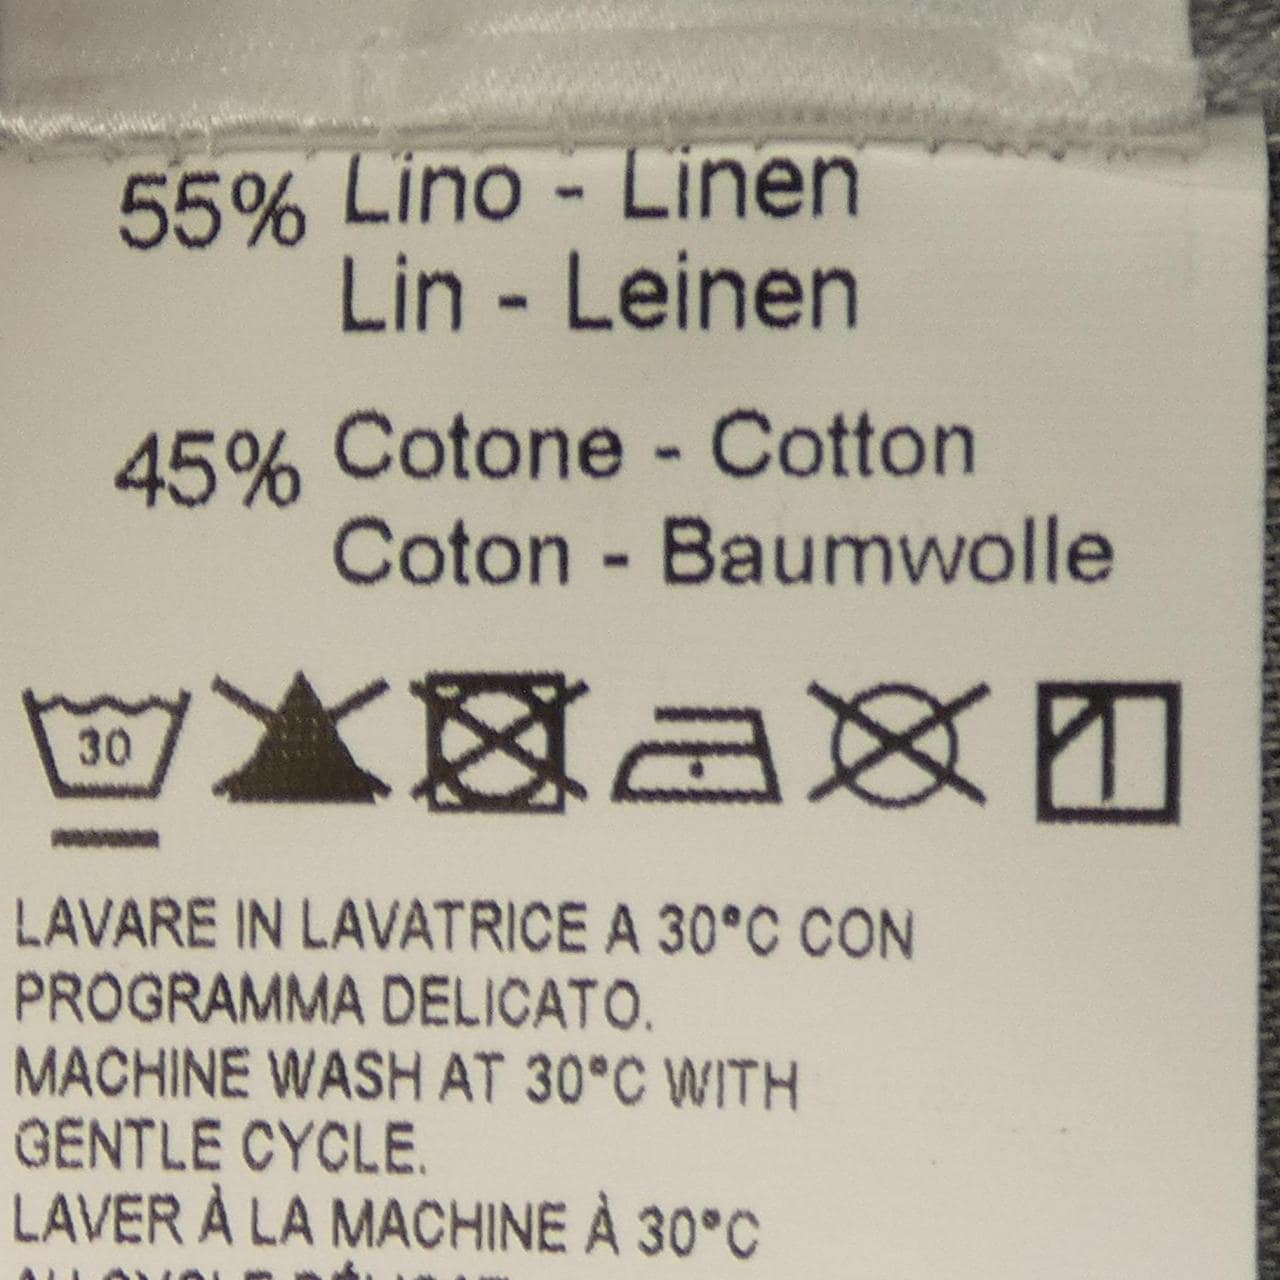 55% Lino - Linen
Lin - Leinen
45% Cotone - Cotton
Coton - Baumwolle
30
LAVARE IN LAVATRICE A 30°C CON
PROGRAMMA DELICATO.
MACHINE WASH AT 30°C WITH
GENTLE CYCLE.
LAVER À LA MACHINE À 30°C